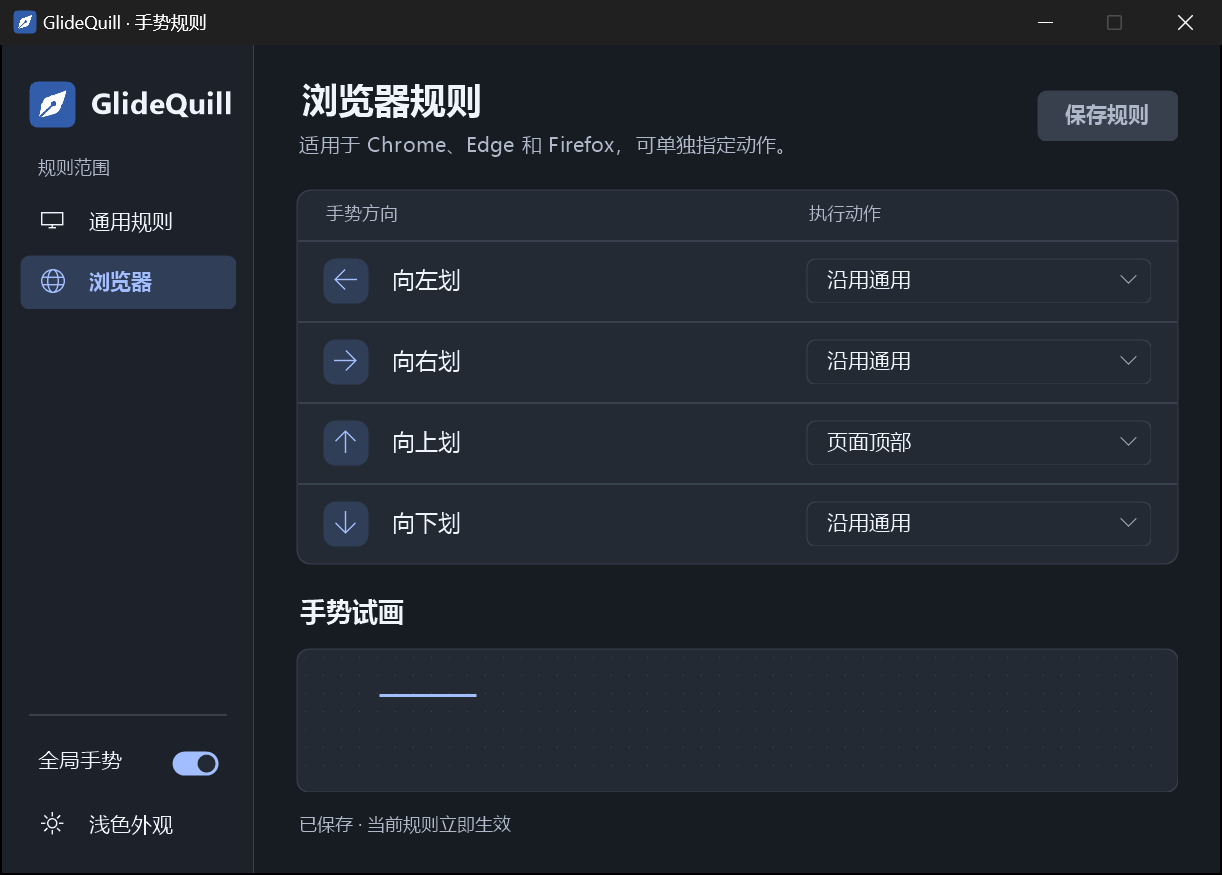 GlideQuill · 手势规则
GlideQuill
规则范围
通用规则
浏览器
全局手势
浅色外观
浏览器规则
适用于 Chrome、Edge 和 Firefox，可单独指定动作。
保存规则
手势方向 执行动作
向左划 沿用通用
向右划 沿用通用
向上划 页面顶部
向下划 沿用通用
手势试画
已保存 · 当前规则立即生效